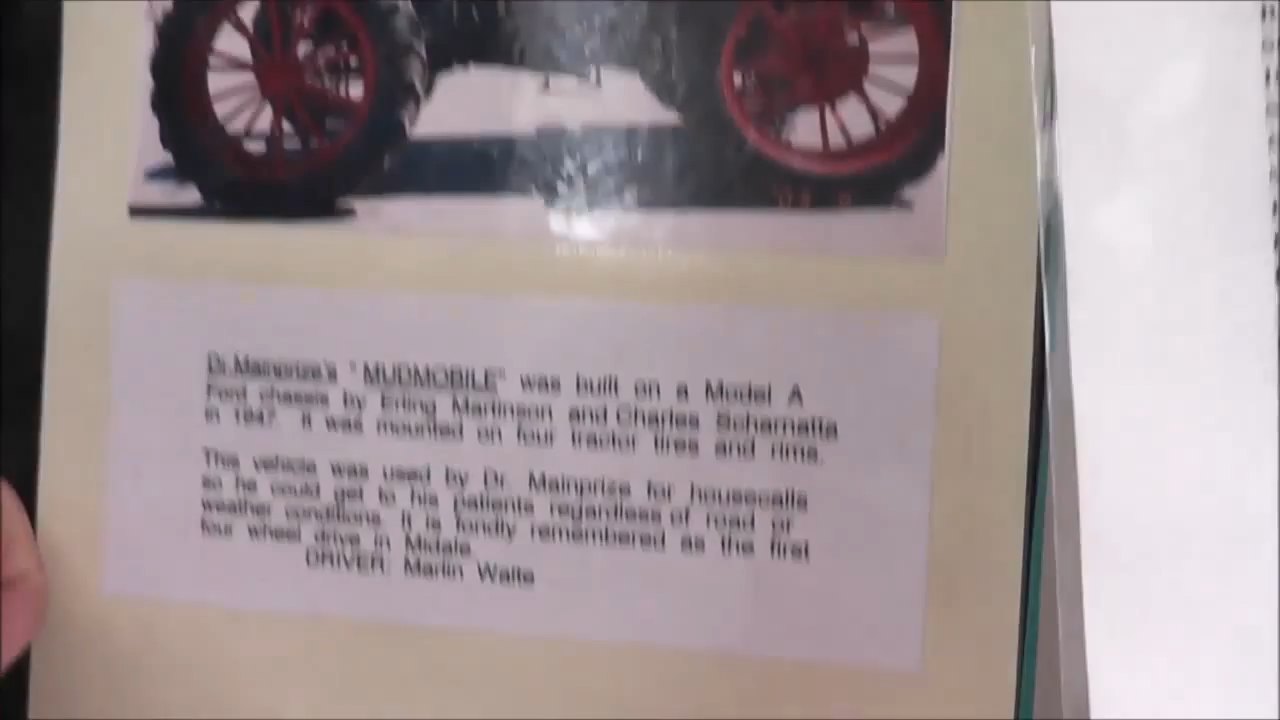 Dr.Mainprize's " MUDMOBILE" was built on a Model A
Ford chassis by Erling Martinson and Charles Scharnatta
in 1947. It was mounted on four tractor tires and rims.
This vehicle was used by Dr. Mainprize for housecalls
so he could get to his patients regardless of road or
weather conditions. It is fondly remembered as the first
four wheel drive in Midale.
DRIVER: Marlin Waite